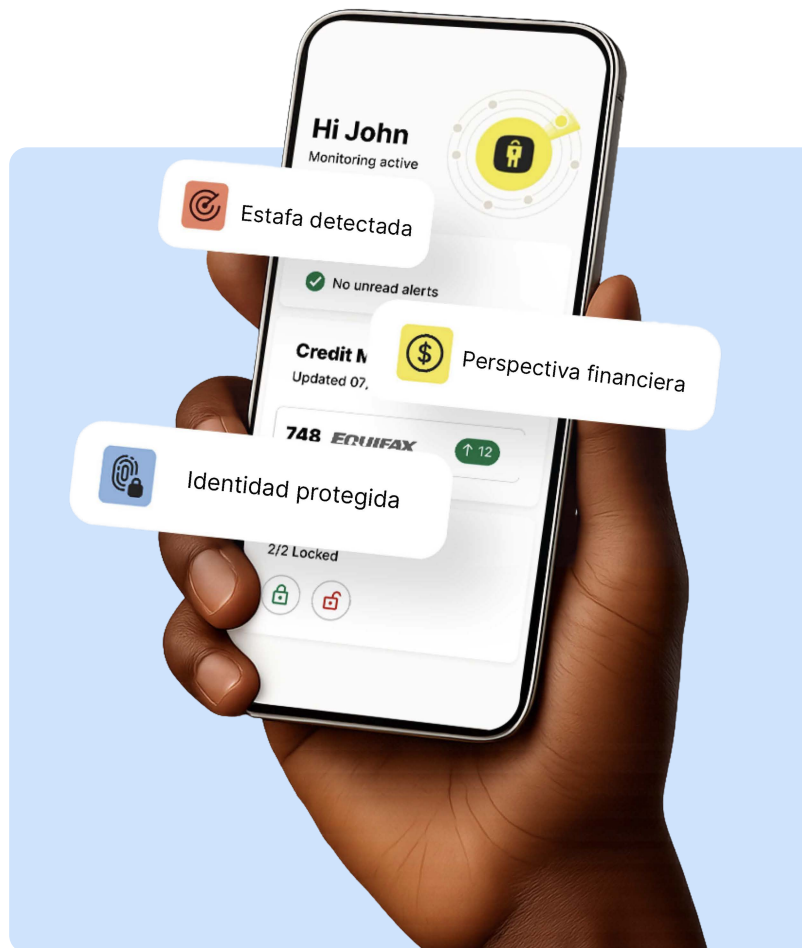 Hi John
Monitoring active
Estafa detectada
No unread alerts
Perspectiva financiera
Credit
Updated 07,
748 EQUIFAX
↑ 12
Identidad protegida
2/2 Locked